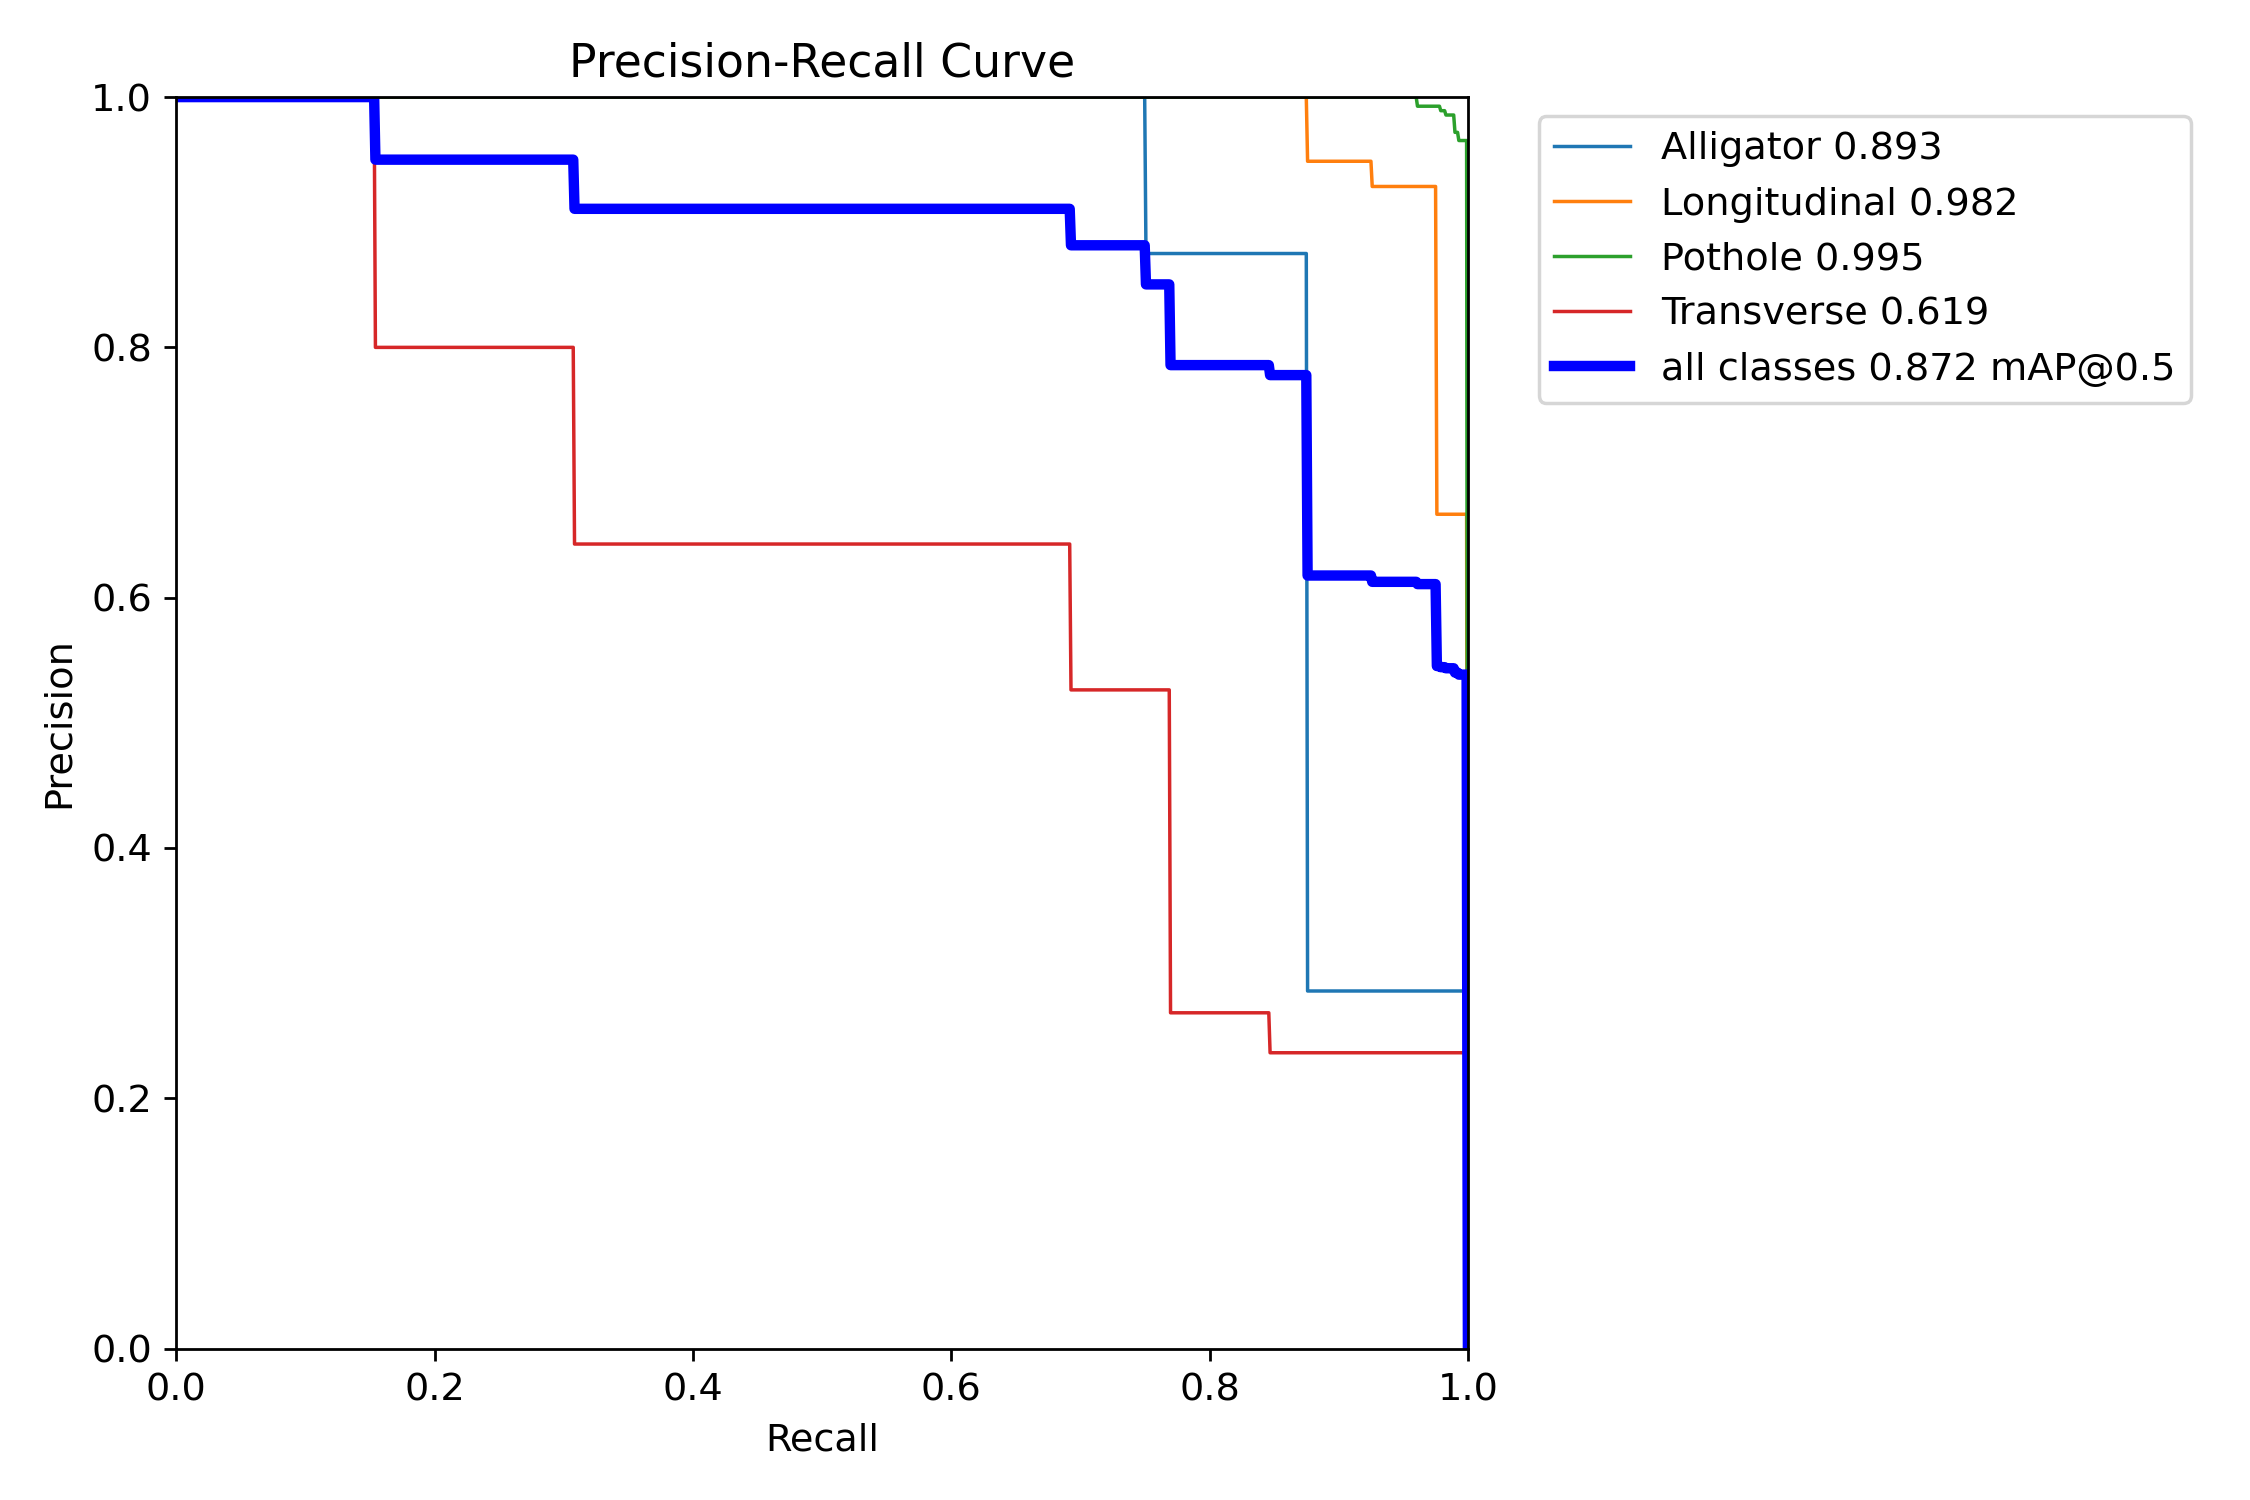 Precision-Recall Curve
1.0
0.8
0.6
0.4
0.2
0.0
Precision
0.0 0.2 0.4 0.6 0.8 1.0
Recall
Alligator 0.893
Longitudinal 0.982
Pothole 0.995
Transverse 0.619
all classes 0.872 mAP@0.5